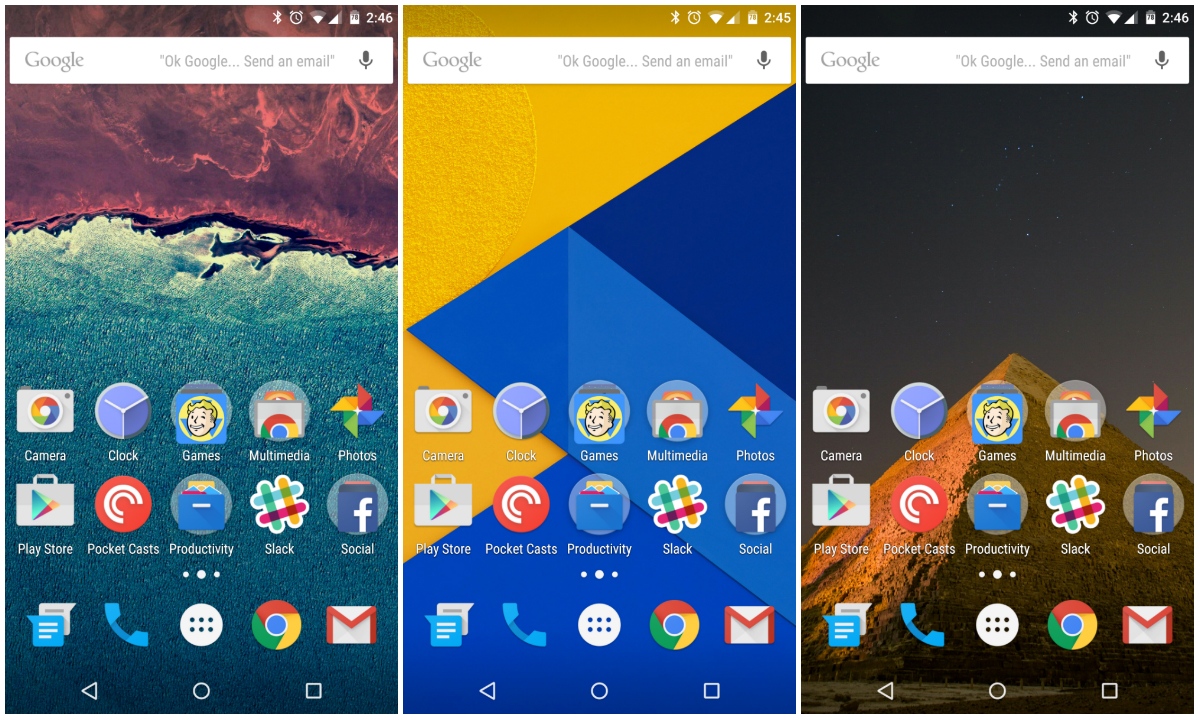 78 2:46
Google "Ok Google... Send an email"
Camera Clock Games Multimedia Photos
Play Store Pocket Casts Productivity Slack Social
78 2:45
Google "Ok Google... Send an email"
Camera Clock Games Multimedia Photos
Play Store Pocket Casts Productivity Slack Social
78 2:46
Google "Ok Google... Send an email"
Camera Clock Games Multimedia Photos
Play Store Pocket Casts Productivity Slack Social